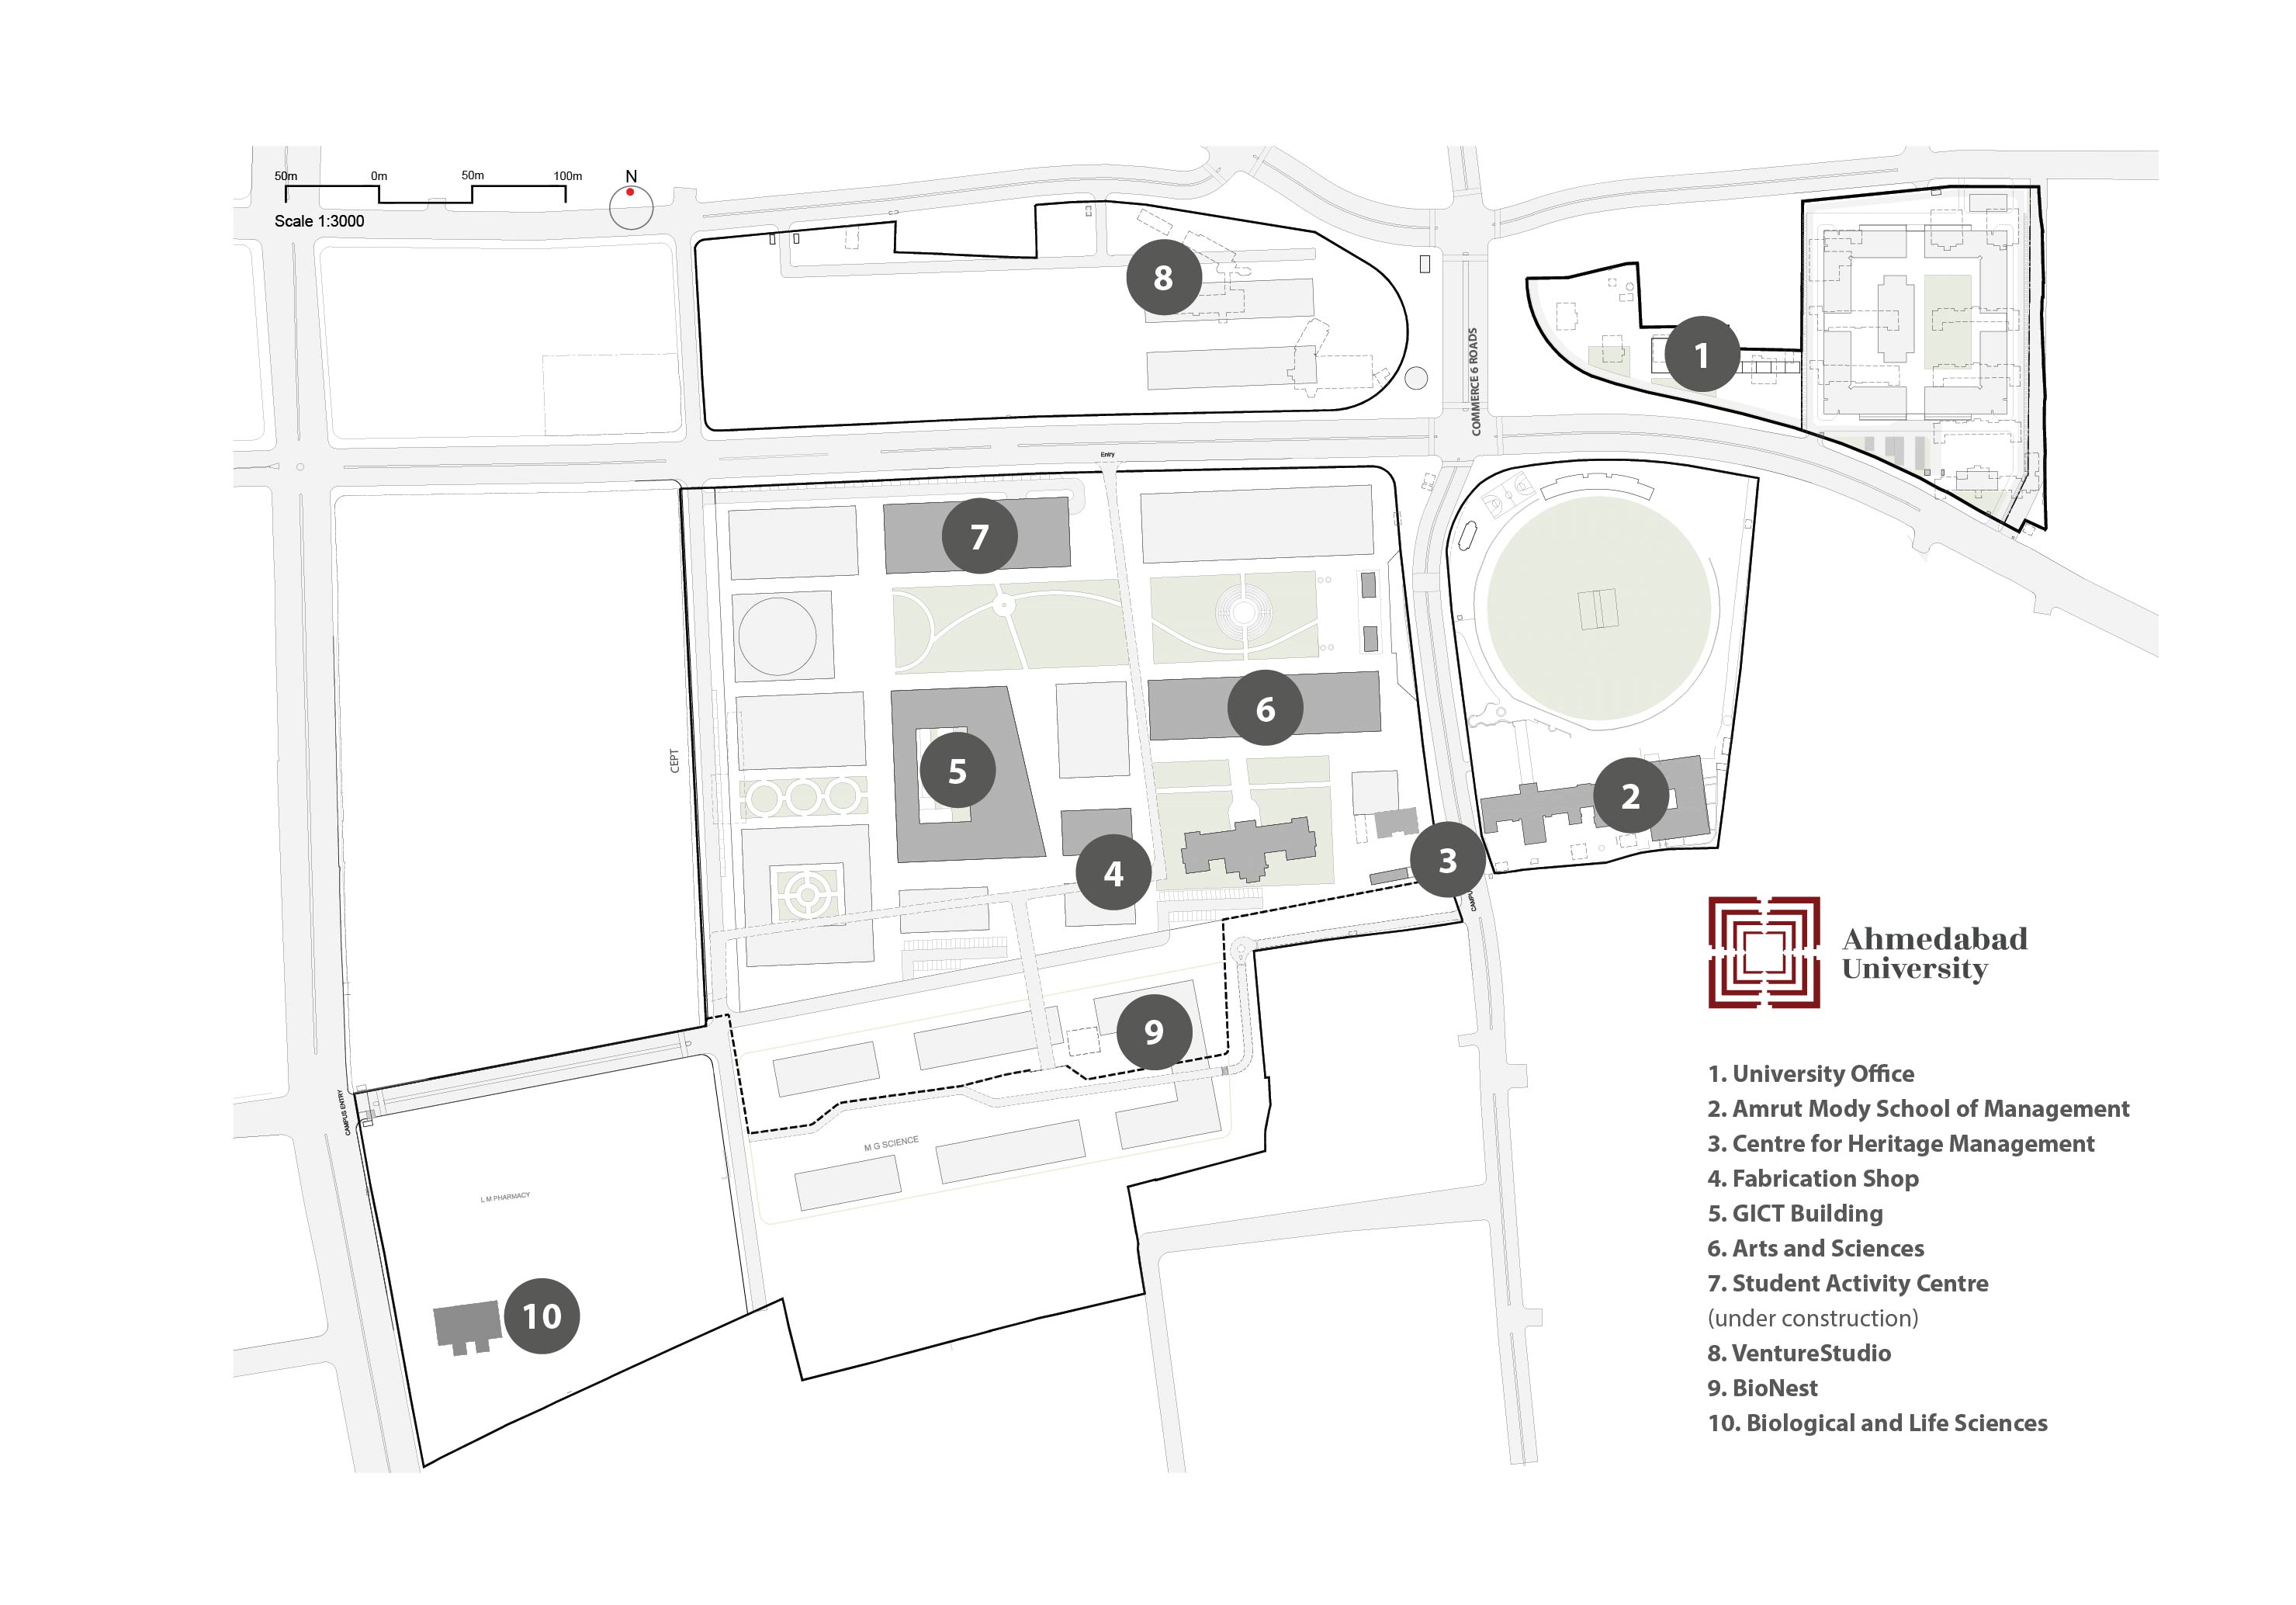 50m 0m 50m 100m
Scale 1:3000
N
8
1
COMMERCE 6 ROADS
Entry
7
6
CEPT
5
2
3
4
9
CAMPUS ENTRY
M G SCIENCE
L M PHARMACY
10
Ahmedabad
University
1. University Office
2. Amrut Mody School of Management
3. Centre for Heritage Management
4. Fabrication Shop
5. GICT Building
6. Arts and Sciences
7. Student Activity Centre
(under construction)
8. VentureStudio
9. BioNest
10. Biological and Life Sciences